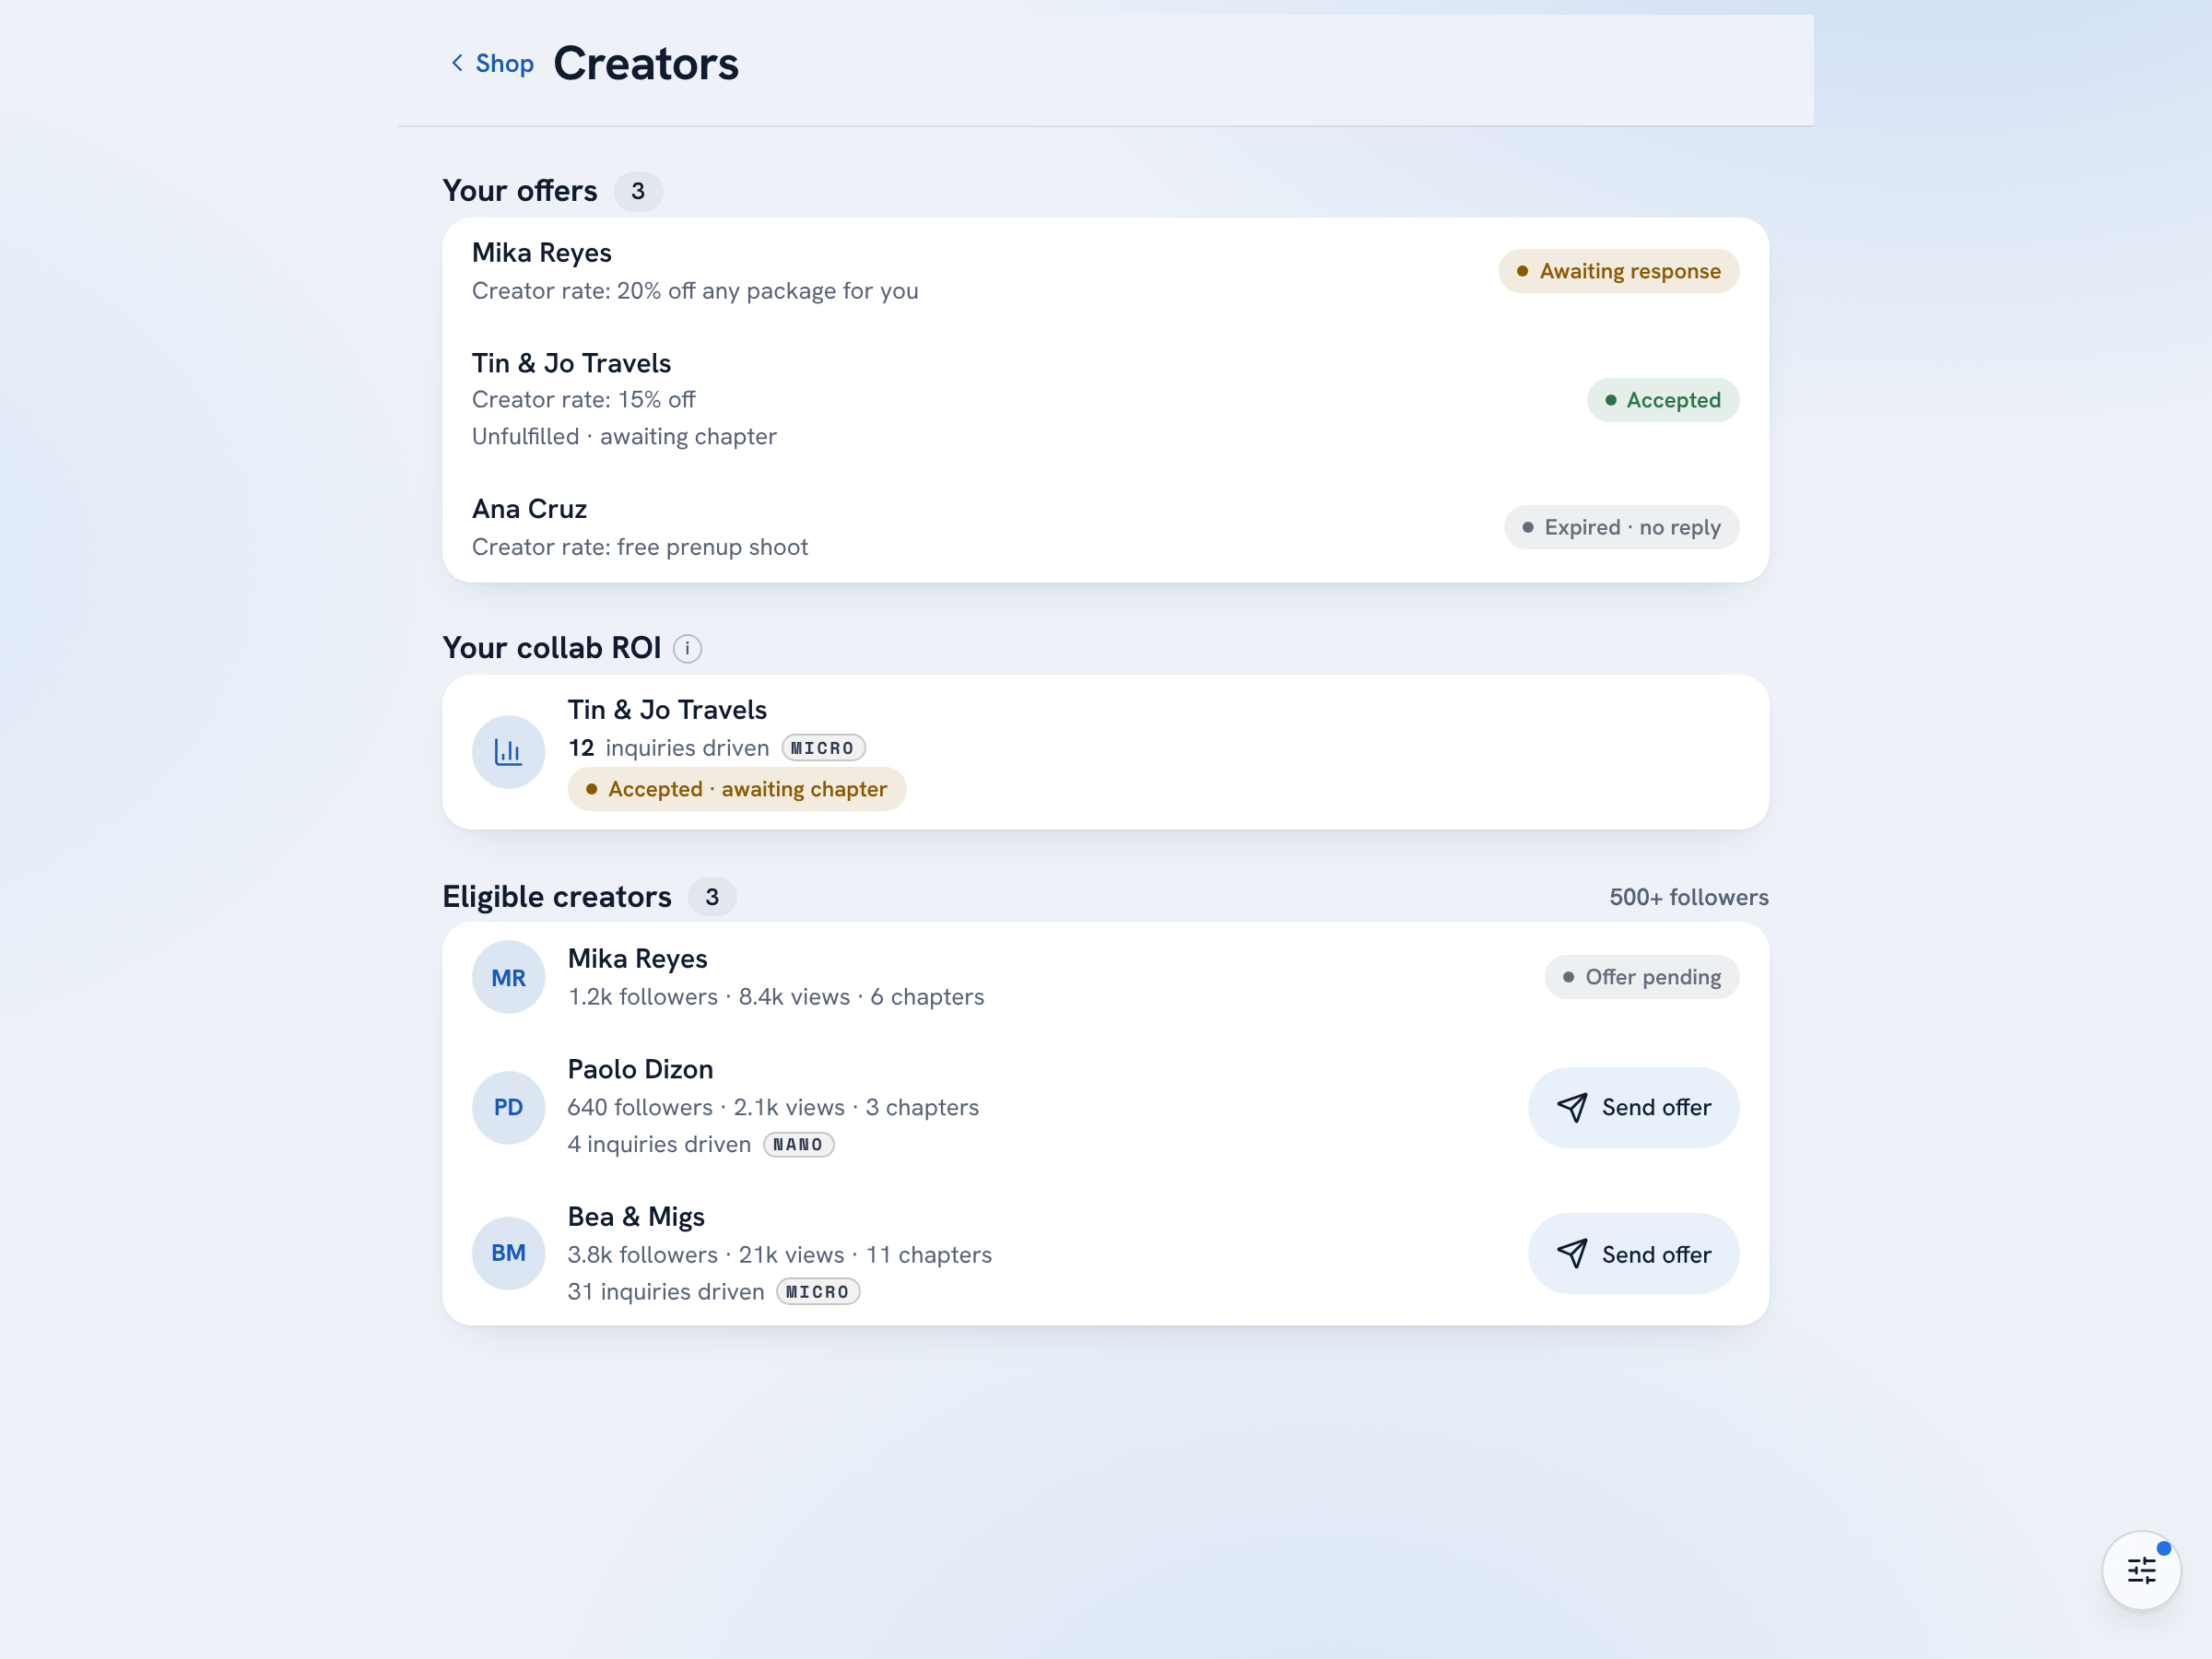 Shop Creators
Your offers 3
Mika Reyes
Creator rate: 20% off any package for you
Awaiting response
Tin & Jo Travels
Creator rate: 15% off
Unfulfilled · awaiting chapter
Accepted
Ana Cruz
Creator rate: free prenup shoot
Expired · no reply
Your collab ROI i
Tin & Jo Travels
12 inquiries driven MICRO
Accepted · awaiting chapter
Eligible creators 3
500+ followers
MR
Mika Reyes
1.2k followers · 8.4k views · 6 chapters
Offer pending
PD
Paolo Dizon
640 followers · 2.1k views · 3 chapters
4 inquiries driven NANO
Send offer
BM
Bea & Migs
3.8k followers · 21k views · 11 chapters
31 inquiries driven MICRO
Send offer